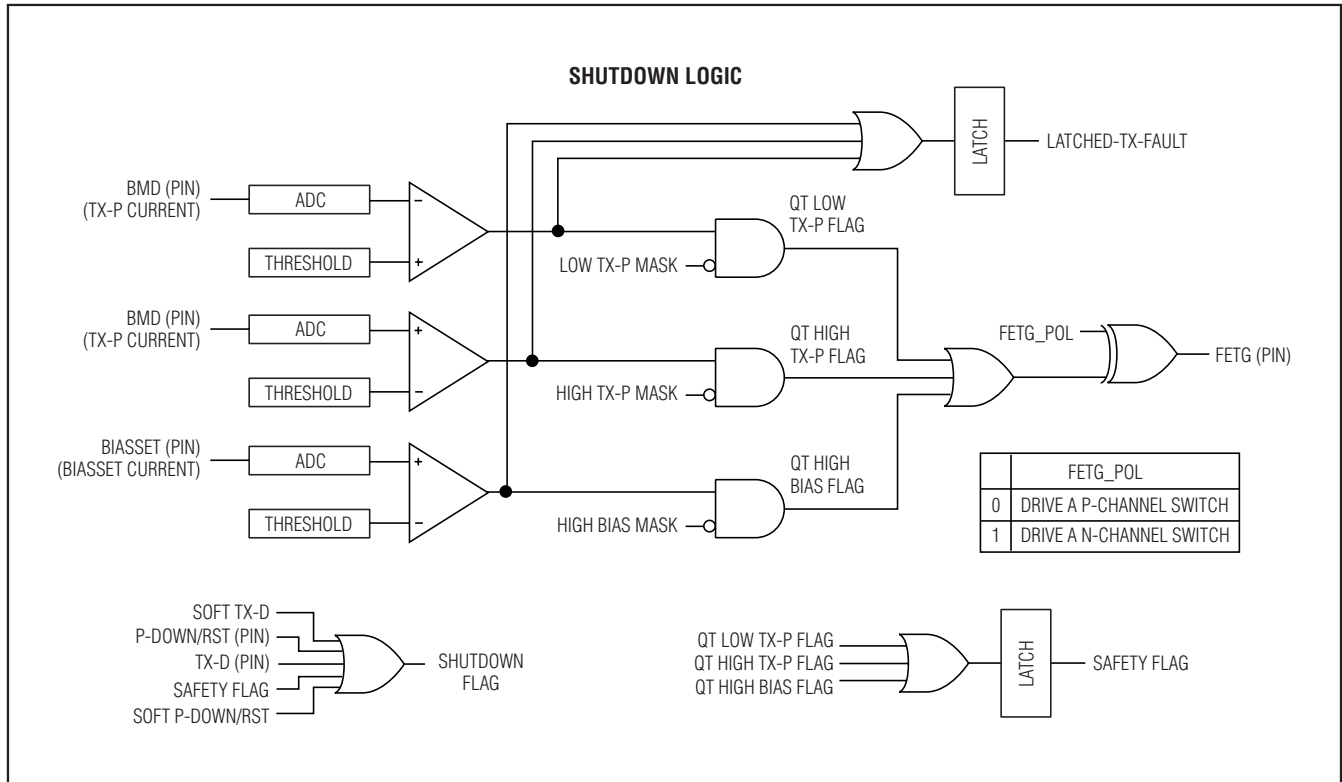 SHUTDOWN LOGIC
LATCH
LATCHED-TX-FAULT
BMD (PIN)
(TX-P CURRENT)
ADC
−
THRESHOLD
+
QT LOW
TX-P FLAG
LOW TX-P MASK
BMD (PIN)
(TX-P CURRENT)
ADC
+
THRESHOLD
−
QT HIGH
TX-P FLAG
HIGH TX-P MASK
FETG_POL
FETG (PIN)
BIASSET (PIN)
(BIASSET CURRENT)
ADC
+
THRESHOLD
−
QT HIGH
BIAS FLAG
HIGH BIAS MASK
FETG_POL
0 DRIVE A P-CHANNEL SWITCH
1 DRIVE A N-CHANNEL SWITCH
SOFT TX-D
P-DOWN/RST (PIN)
TX-D (PIN)
SAFETY FLAG
SOFT P-DOWN/RST
SHUTDOWN
FLAG
QT LOW TX-P FLAG
QT HIGH TX-P FLAG
QT HIGH BIAS FLAG
LATCH
SAFETY FLAG